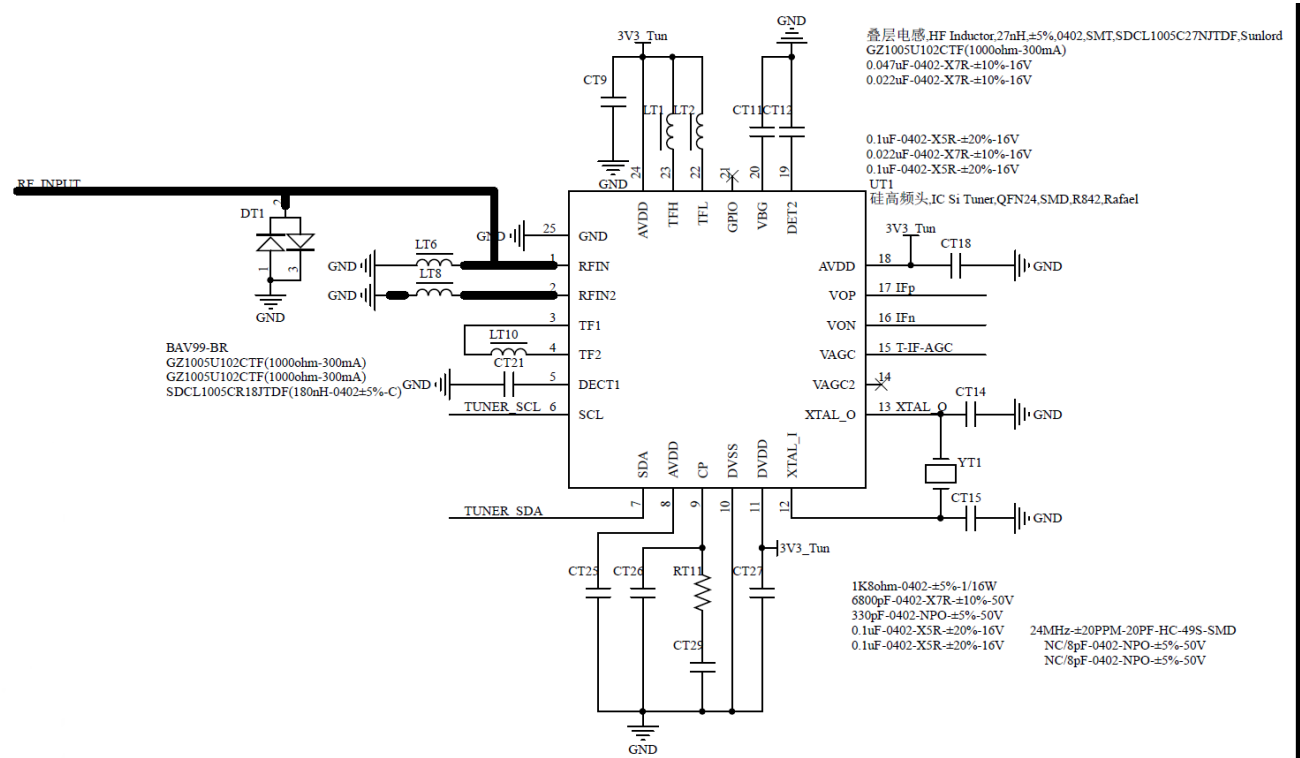 GND
3V3_Tun
叠层电感,HF Inductor,27nH,±5%,0402,SMT,SDCL1005C27NJTDF,Sunlord
GZ1005U102CTF(1000ohm-300mA)
0.047uF-0402-X7R-±10%-16V
0.022uF-0402-X7R-±10%-16V
CT9
LT1
LT2
CT11
CT12
0.1uF-0402-X5R-±20%-16V
0.022uF-0402-X7R-±10%-16V
0.1uF-0402-X5R-±20%-16V
GND
24
23
22
21
20
19
UT1
硅高频头,IC Si Tuner,QFN24,SMD,R842,Rafael
RF_INPUT
2
DT1
1
3
GND
AVDD
TFH
TFL
GPIO
VBG
DET2
3V3_Tun
GND
25
GND
CT18
LT6
GND
1
RFIN
AVDD
18
GND
LT8
GND
2
RFIN2
VOP
17
IFp
3
TF1
VON
16
IFn
LT10
4
TF2
VAGC
15
T-IF-AGC
BAV99-BR
GZ1005U102CTF(1000ohm-300mA)
GZ1005U102CTF(1000ohm-300mA)
SDCL1005CR18JTDF(180nH-0402±5%-C)
CT21
GND
5
DECT1
VAGC2
14
TUNER_SCL
6
SCL
XTAL_O
13
XTAL_O
CT14
GND
SDA
AVDD
CP
DVSS
DVDD
XTAL_I
YT1
CT15
GND
TUNER_SDA
7
8
9
10
11
12
3V3_Tun
CT25
CT26
RT11
CT27
1K8ohm-0402-±5%-1/16W
6800pF-0402-X7R-±10%-50V
330pF-0402-NPO-±5%-50V
0.1uF-0402-X5R-±20%-16V
0.1uF-0402-X5R-±20%-16V
24MHz-±20PPM-20PF-HC-49S-SMD
NC/8pF-0402-NPO-±5%-50V
NC/8pF-0402-NPO-±5%-50V
CT29
GND